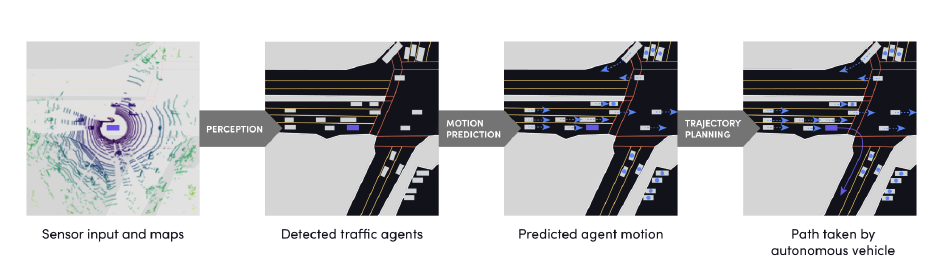 PERCEPTION
MOTION
PREDICTION
TRAJECTORY
PLANNING
Sensor input and maps
Detected traffic agents
Predicted agent motion
Path taken by
autonomous vehicle